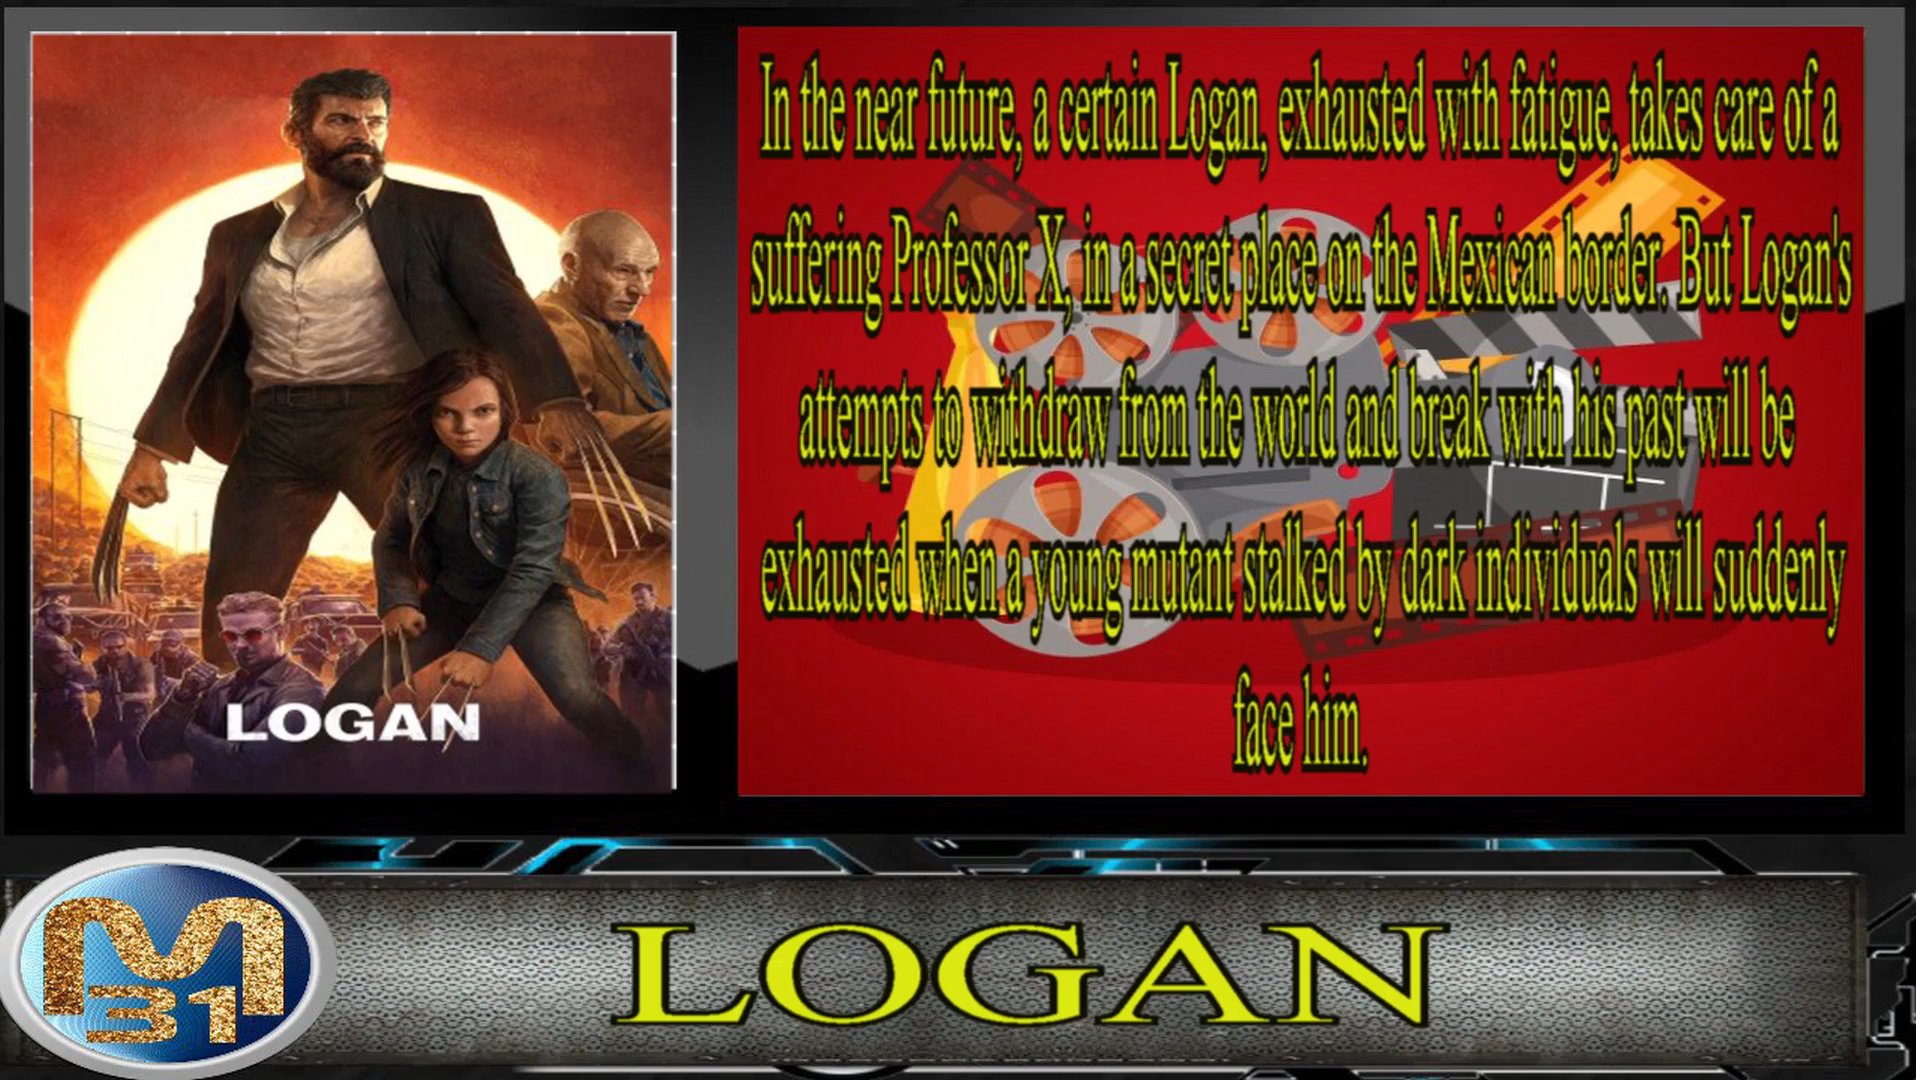 In the near future, a certain Logan, exhausted with fatigue, takes care of a
suffering Professor X, in a secret place on the Mexican border. But Logan's
attempts to withdraw from the world and break with his past will be
exhausted when a young mutant stalked by dark individuals will suddenly
face him.
LOGAN
M
31
LOGAN